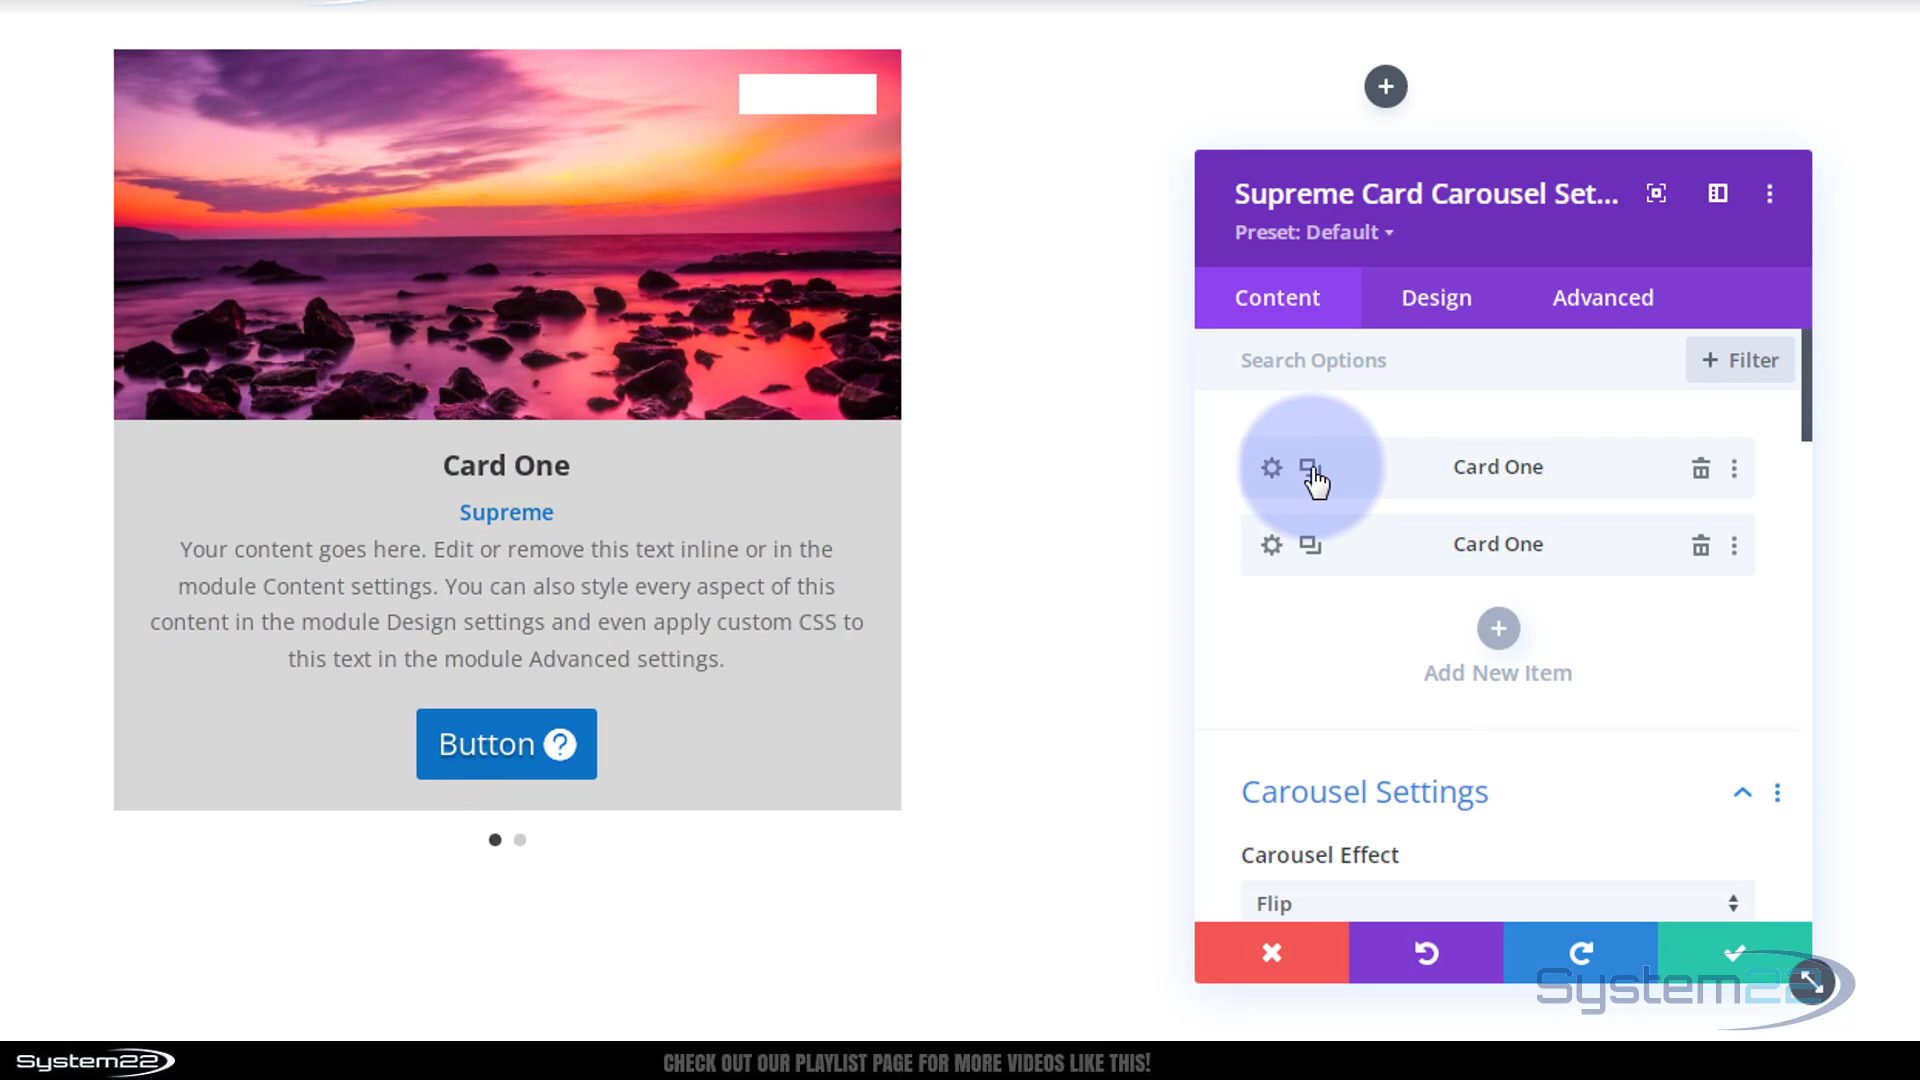 Supreme Card Carousel Set...
Preset: Default
Content
Design
Advanced
Search Options
+ Filter
Card One
Card One
Add New Item
Carousel Settings
Carousel Effect
Flip
Card One
Supreme
Your content goes here. Edit or remove this text inline or in the
module Content settings. You can also style every aspect of this
content in the module Design settings and even apply custom CSS to
this text in the module Advanced settings.
Button ?
System22
System22
CHECK OUT OUR PLAYLIST PAGE FOR MORE VIDEOS LIKE THIS!